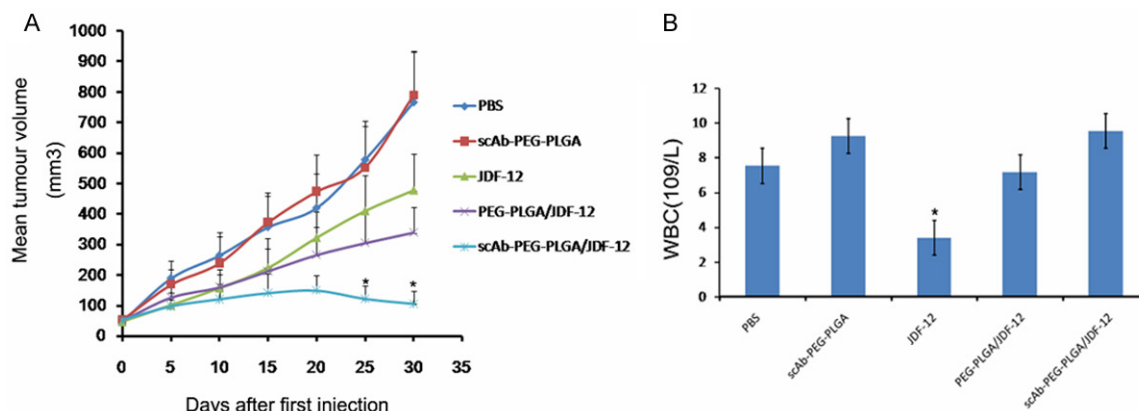 A
Mean tumour volume
(mm3)
1000
900
800
700
600
500
400
300
200
100
0
0 5 10 15 20 25 30 35
Days after first injection
* *
PBS
scAb-PEG-PLGA
JDF-12
PEG-PLGA/JDF-12
scAb-PEG-PLGA/JDF-12
B
WBC(109/L)
12
10
8
6
4
2
0
*
PBS
scAb-PEG-PLGA
JDF-12
PEG-PLGA/JDF-12
scAb-PEG-PLGA/JDF-12